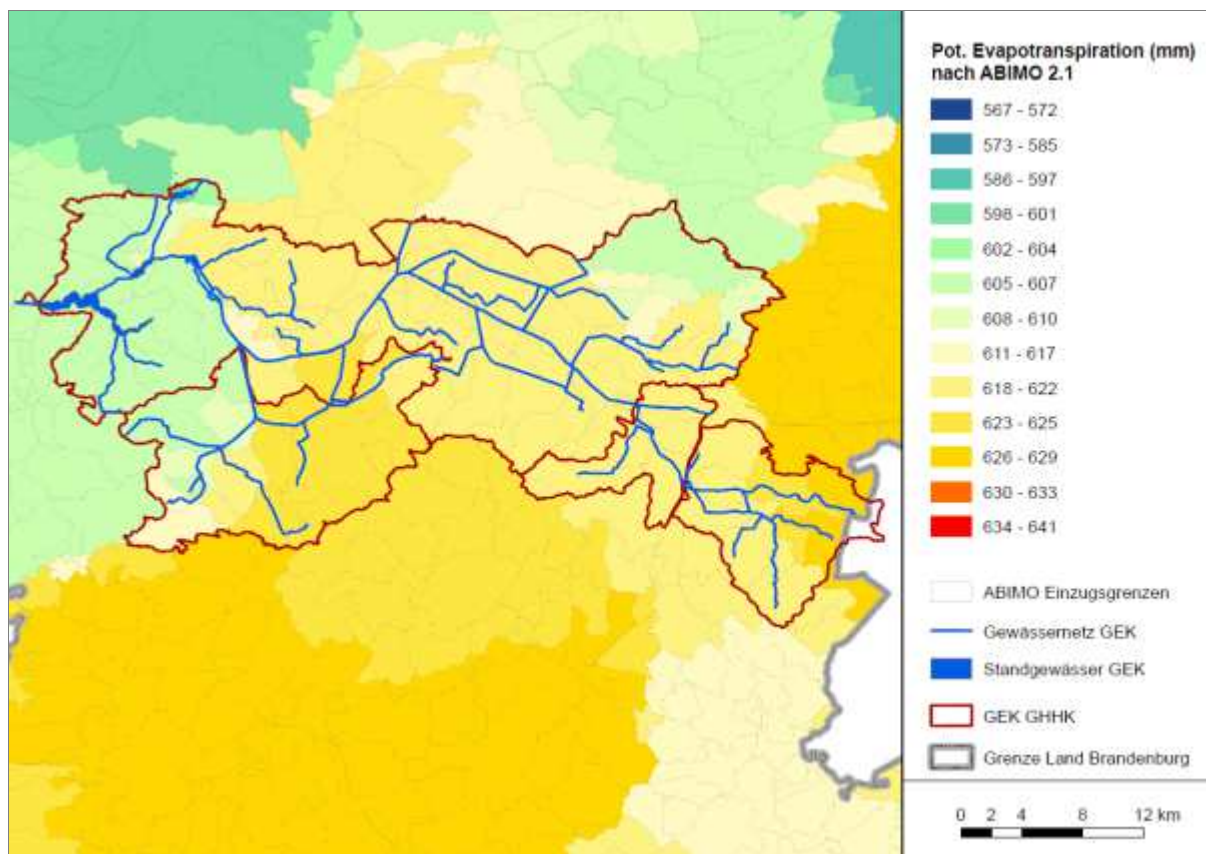 Pot. Evapotranspiration (mm)
nach ABIMO 2.1
567 - 572
573 - 585
586 - 597
598 - 601
602 - 604
605 - 607
608 - 610
611 - 617
618 - 622
623 - 625
626 - 629
630 - 633
634 - 641
ABIMO Einzugsgrenzen
Gewässernetz GEK
Standgewässer GEK
GEK GHHK
Grenze Land Brandenburg
0 2 4 8 12 km